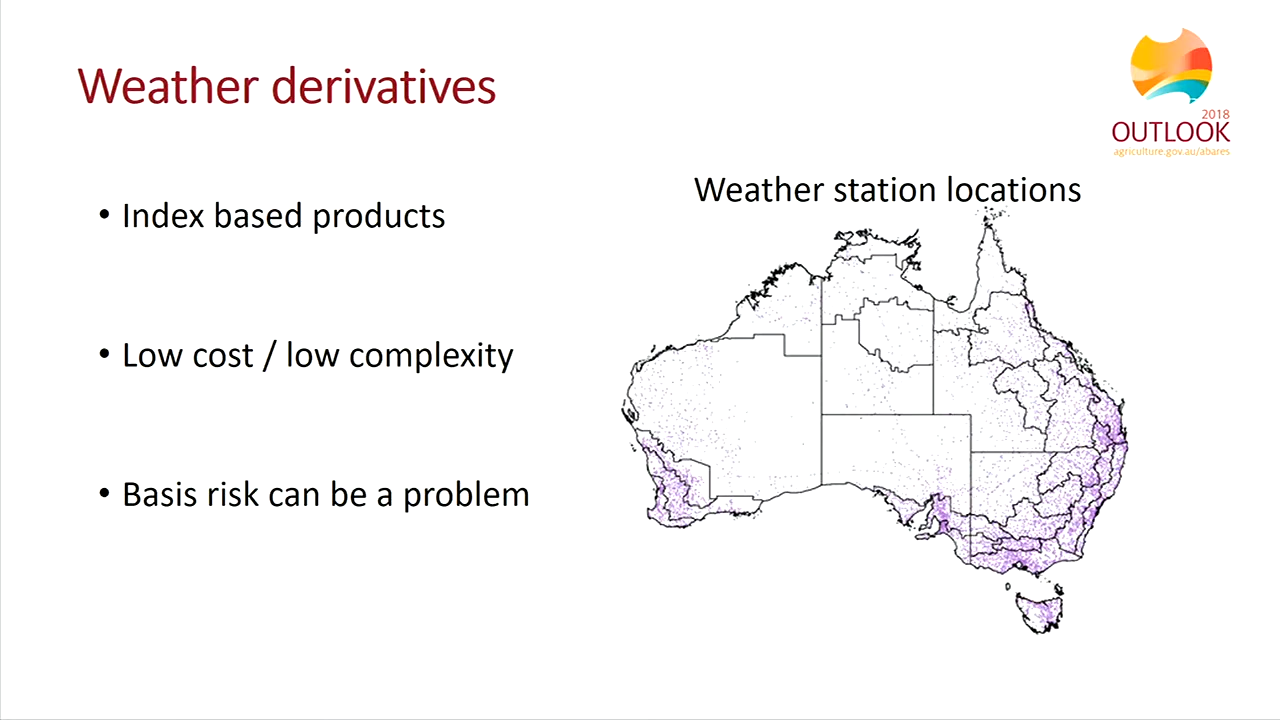 Weather derivatives
2018
OUTLOOK
agriculture.gov.au/abares
Weather station locations
• Index based products
• Low cost / low complexity
• Basis risk can be a problem